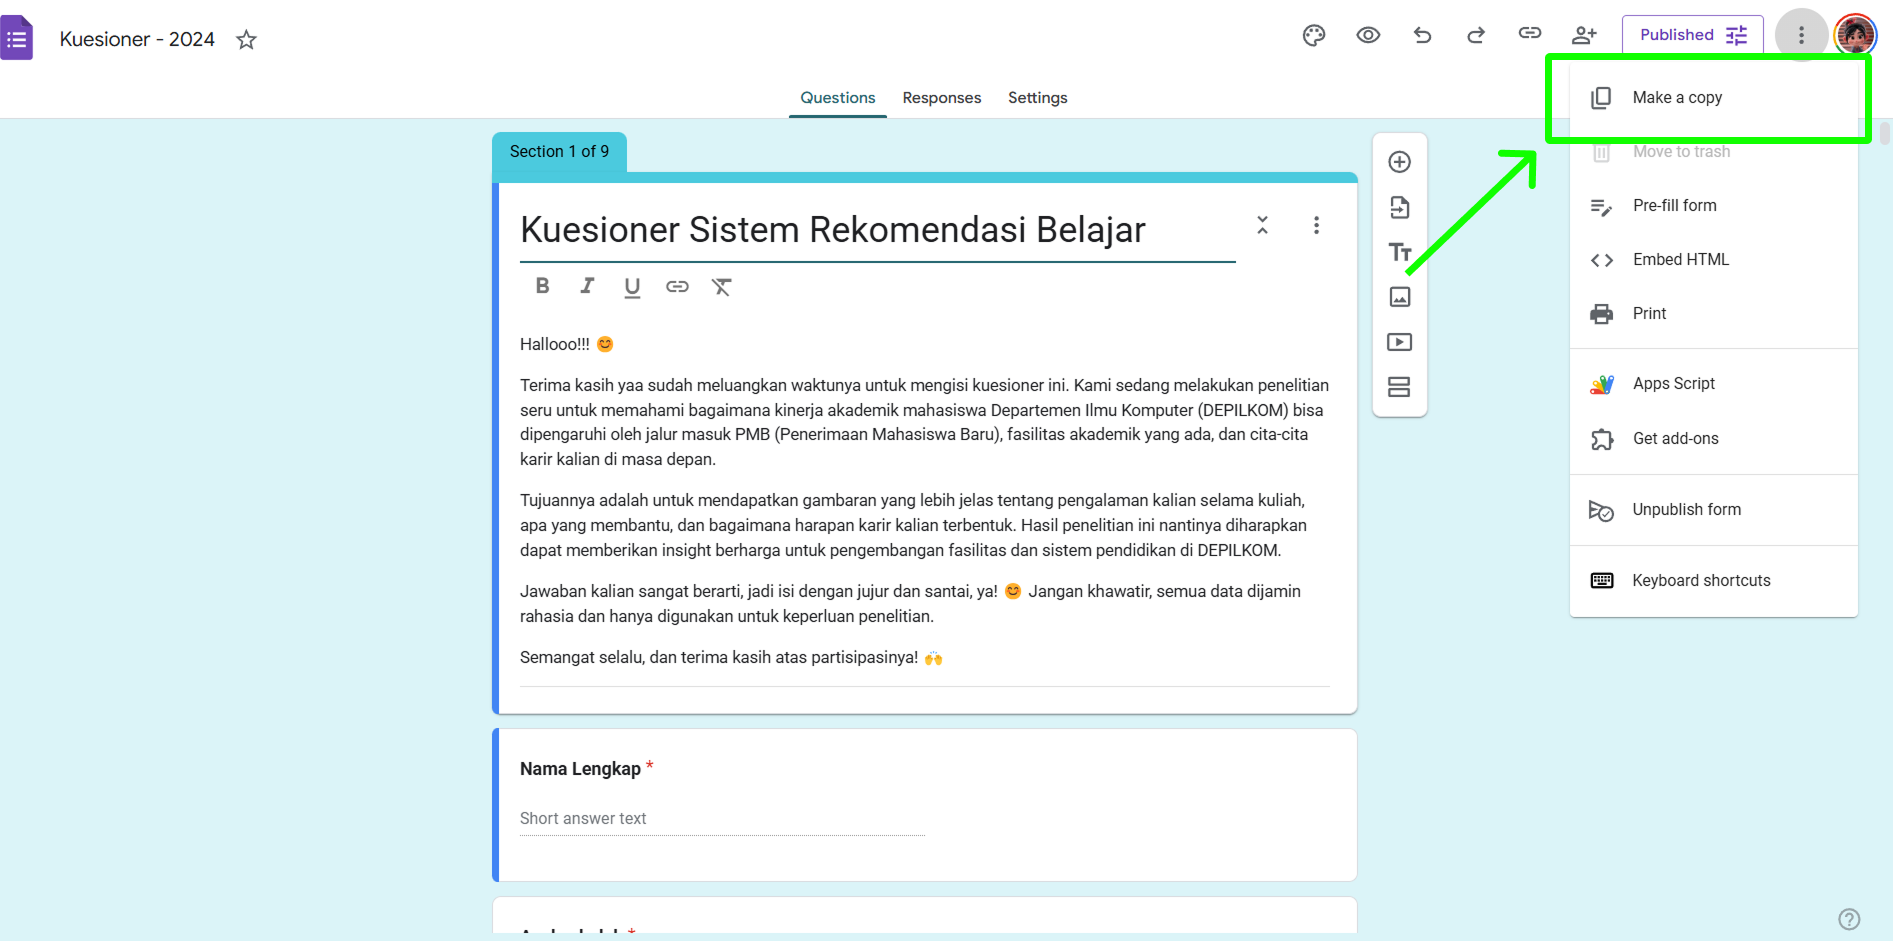 Kuesioner - 2024
Published
Questions Responses Settings
Make a copy
Move to trash
Pre-fill form
Embed HTML
Print
Apps Script
Get add-ons
Unpublish form
Keyboard shortcuts
Section 1 of 9
Kuesioner Sistem Rekomendasi Belajar
B I U
Tт
Hallooo!!! 😊
Terima kasih yaa sudah meluangkan waktunya untuk mengisi kuesioner ini. Kami sedang melakukan penelitian
seru untuk memahami bagaimana kinerja akademik mahasiswa Departemen Ilmu Komputer (DEPILKOM) bisa
dipengaruhi oleh jalur masuk PMB (Penerimaan Mahasiswa Baru), fasilitas akademik yang ada, dan cita-cita
karir kalian di masa depan.
Tujuannya adalah untuk mendapatkan gambaran yang lebih jelas tentang pengalaman kalian selama kuliah,
apa yang membantu, dan bagaimana harapan karir kalian terbentuk. Hasil penelitian ini nantinya diharapkan
dapat memberikan insight berharga untuk pengembangan fasilitas dan sistem pendidikan di DEPILKOM.
Jawaban kalian sangat berarti, jadi isi dengan jujur dan santai, ya! 😊 Jangan khawatir, semua data dijamin
rahasia dan hanya digunakan untuk keperluan penelitian.
Semangat selalu, dan terima kasih atas partisipasinya! 🙌
Nama Lengkap *
Short answer text